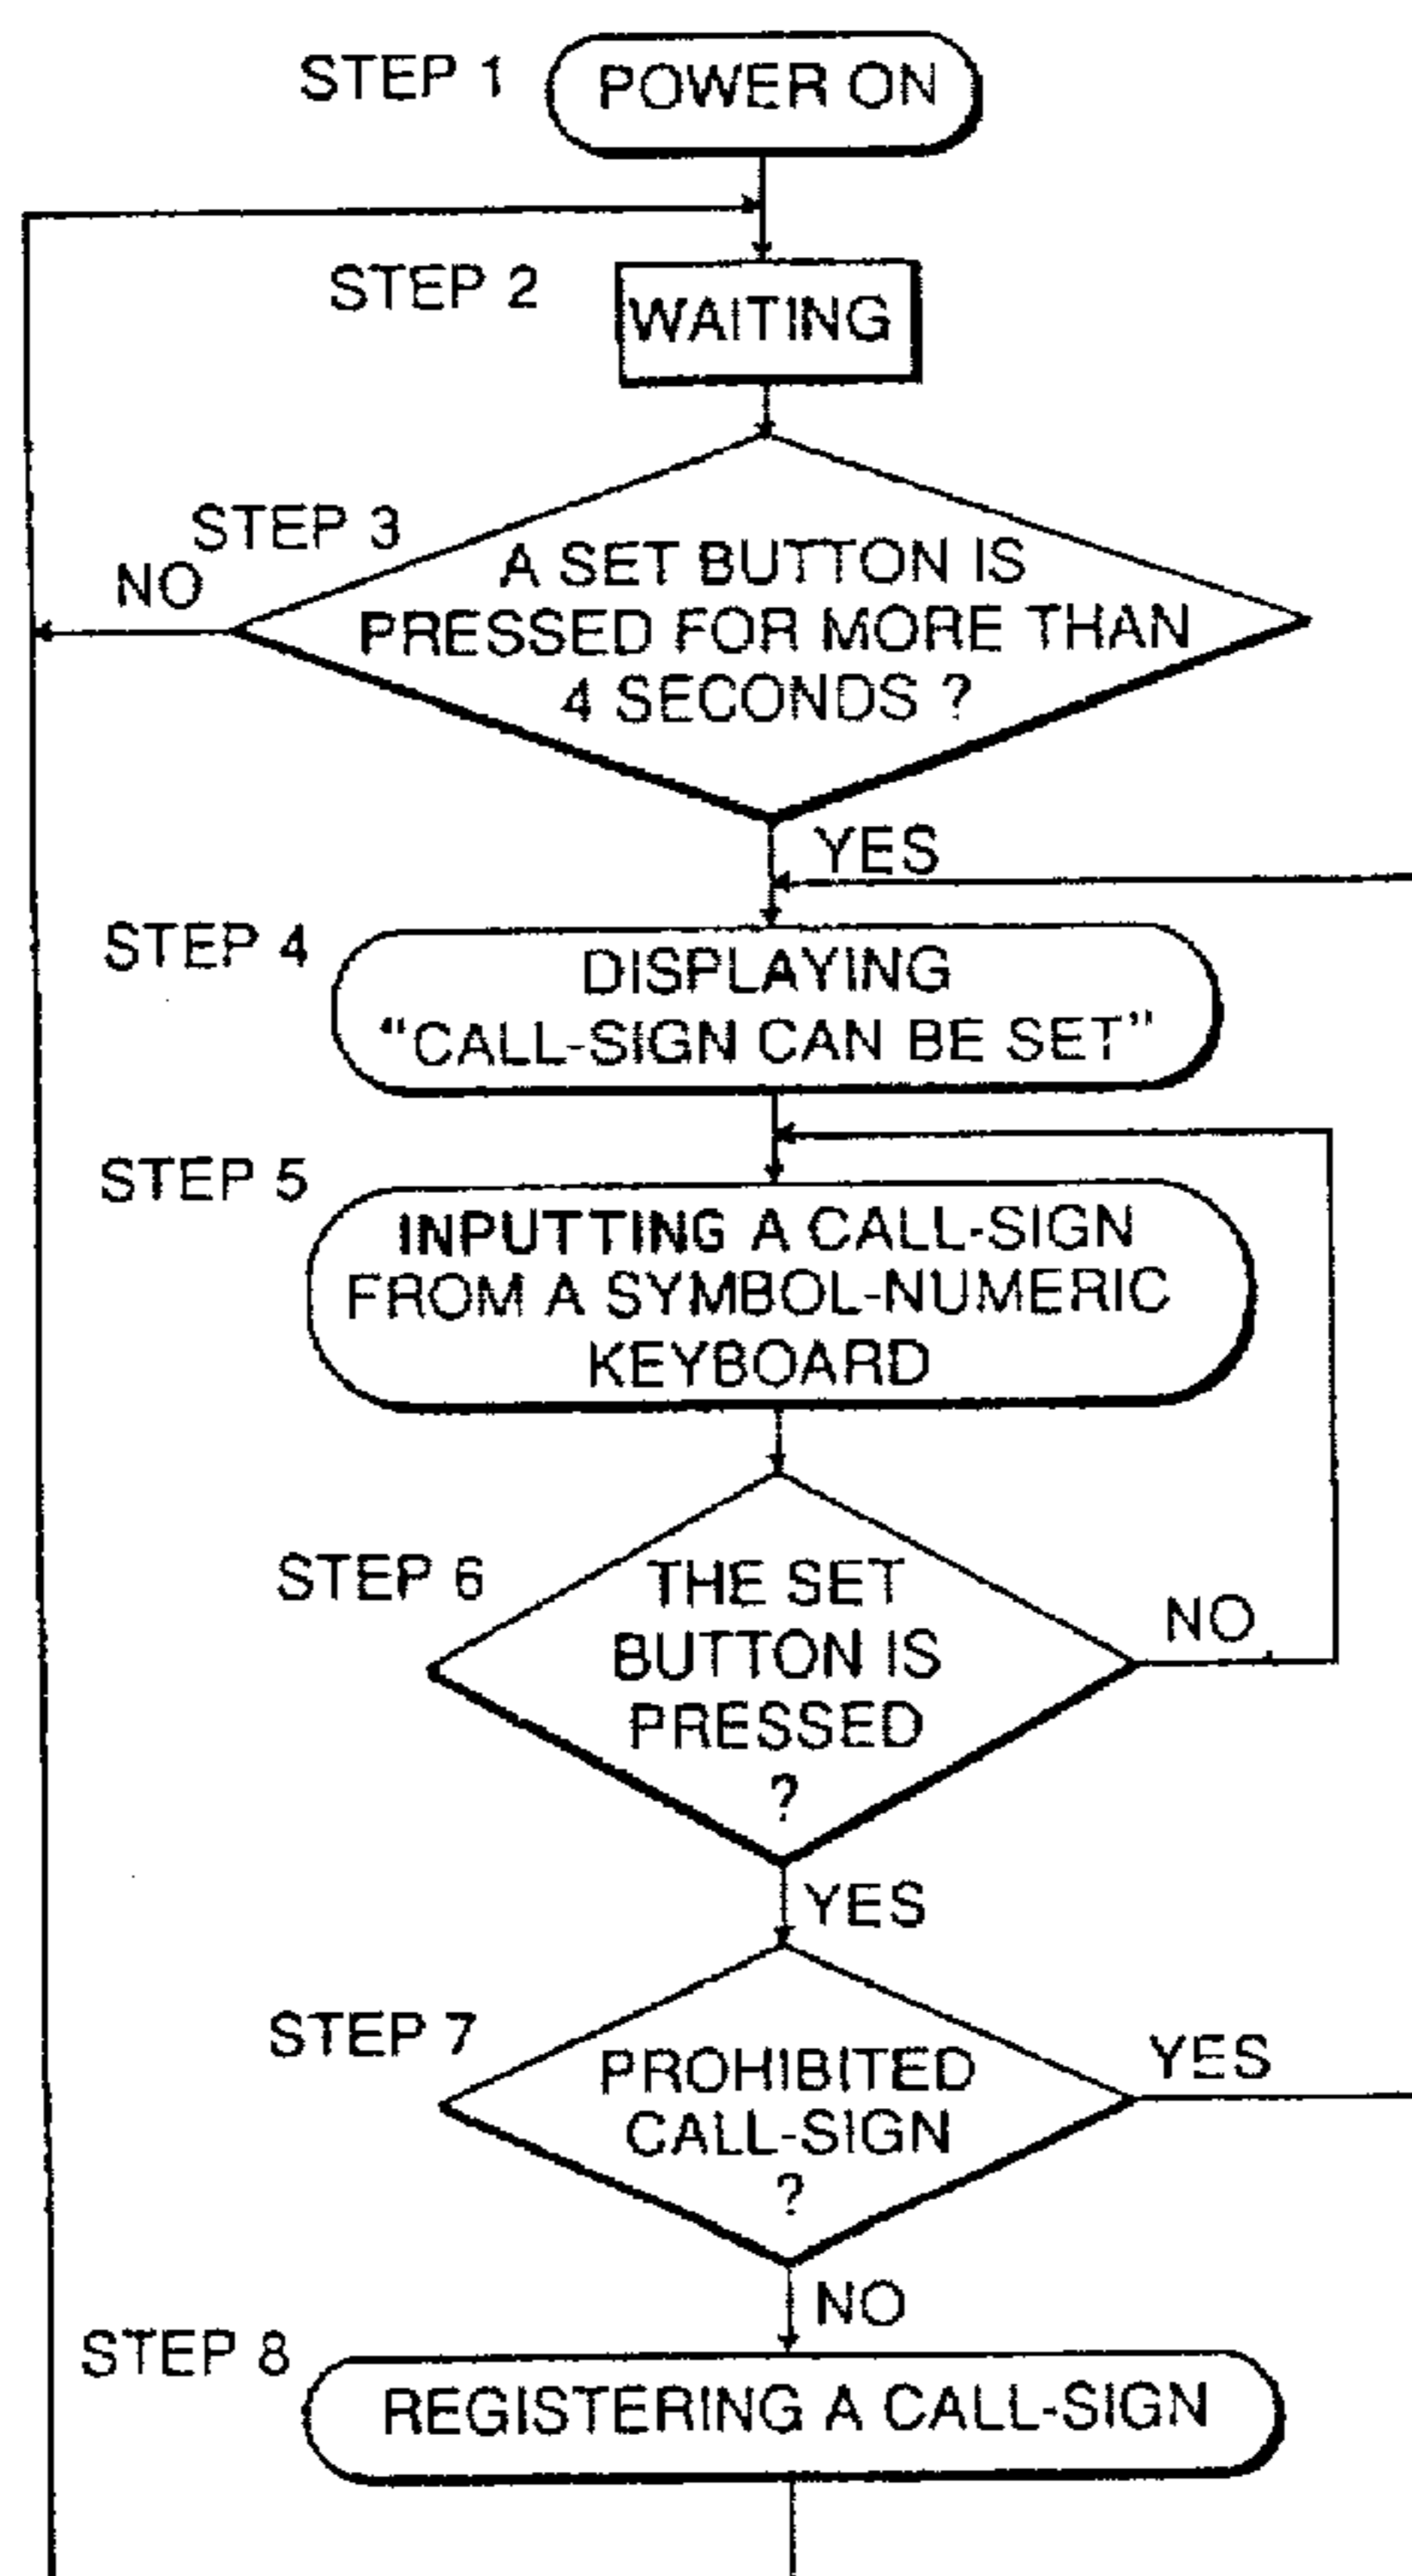 STEP 1
POWER ON
STEP 2
WAITING
STEP 3
NO
A SET BUTTON IS
PRESSED FOR MORE THAN
4 SECONDS ?
YES
STEP 4
DISPLAYING
“CALL-SIGN CAN BE SET”
STEP 5
INPUTTING A CALL-SIGN
FROM A SYMBOL-NUMERIC
KEYBOARD
STEP 6
THE SET
BUTTON IS
PRESSED
?
NO
YES
STEP 7
PROHIBITED
CALL-SIGN
?
YES
NO
STEP 8
REGISTERING A CALL-SIGN